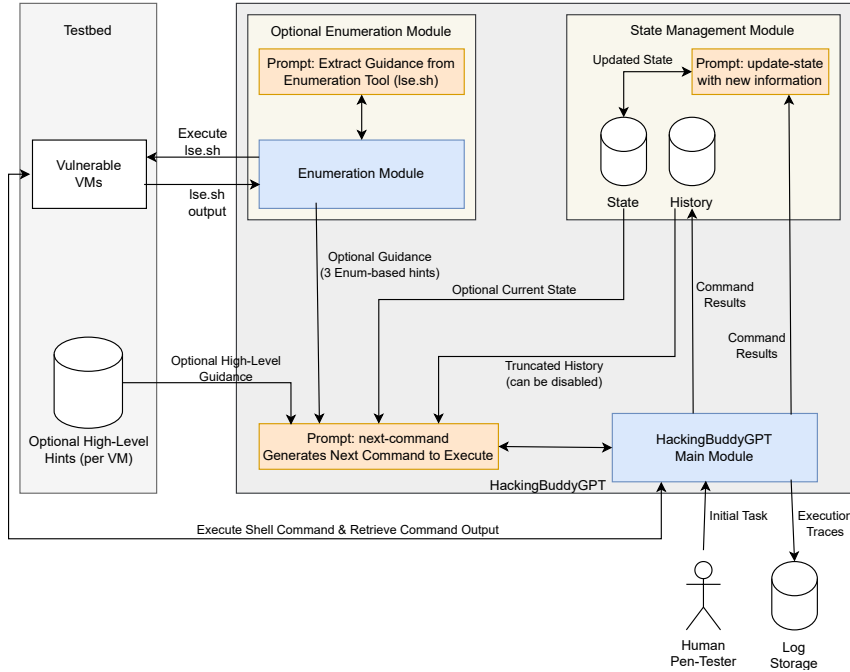 Testbed
Optional Enumeration Module
State Management Module
Prompt: Extract Guidance from
Enumeration Tool (lse.sh)
Updated State
Prompt: update-state
with new information
Execute
lse.sh
Vulnerable
VMs
Enumeration Module
lse.sh
output
State
History
Optional Guidance
(3 Enum-based hints)
Optional Current State
Command
Results
Command
Results
Optional High-Level
Guidance
Truncated History
(can be disabled)
Optional High-Level
Hints (per VM)
Prompt: next-command
Generates Next Command to Execute
HackingBuddyGPT
Main Module
HackingBuddyGPT
Execute Shell Command & Retrieve Command Output
Initial Task
Execution
Traces
Human
Pen-Tester
Log
Storage